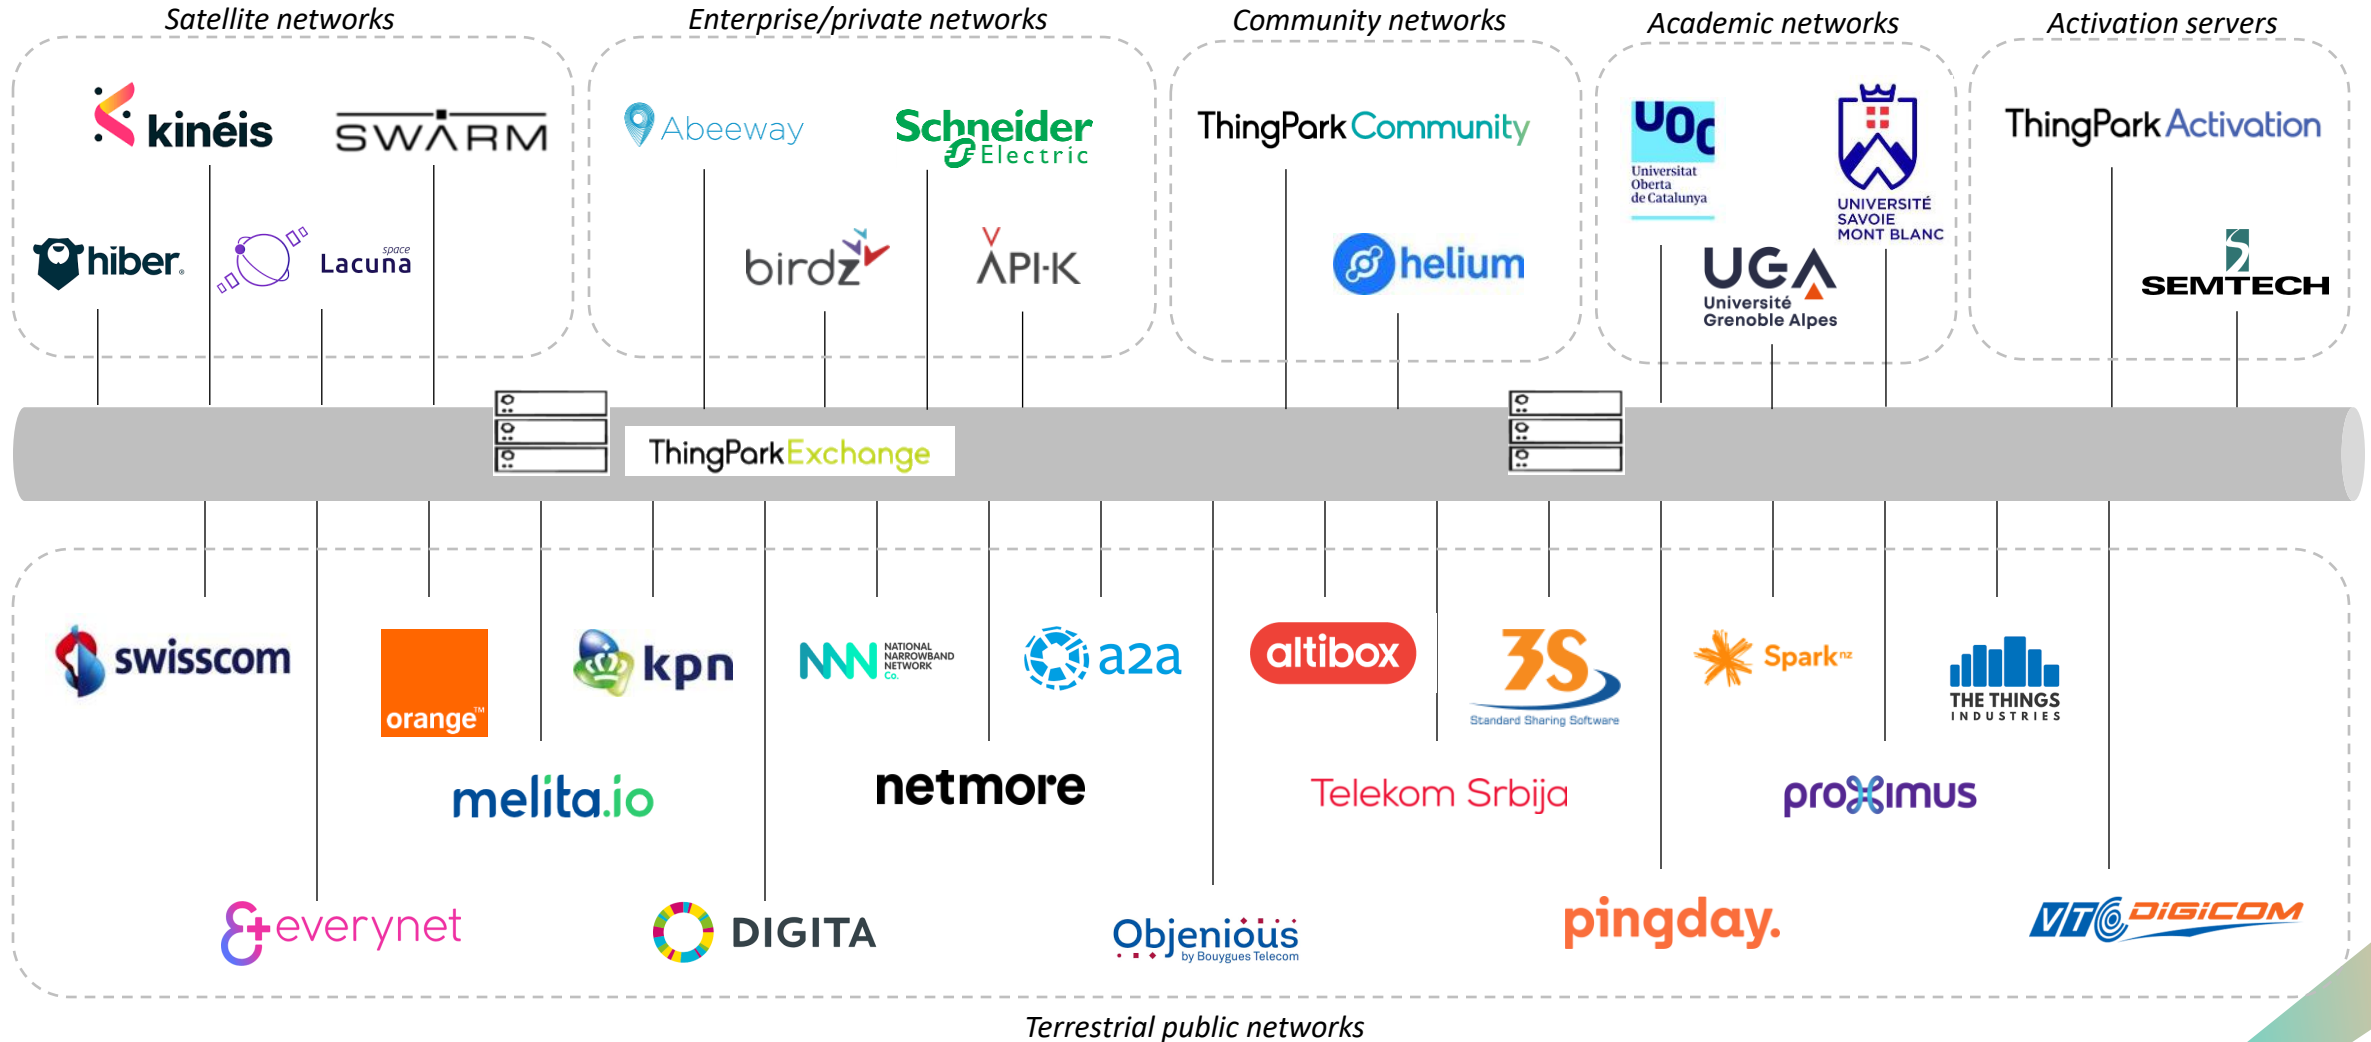 Satellite networks
Enterprise/private networks
Community networks
Academic networks
Activation servers
kinéis
SWARM
hiber
Lacuna space
Abeeway
Schneider
Electric
birdz
API-K
ThingPark Community
helium
UOC
Universitat
Oberta
de Catalunya
UNIVERSITÉ
SAVOIE
MONT BLANC
UGA
Université
Grenoble Alpes
ThingPark Activation
SEMTECH
ThingPark Exchange
swisscom
orange™
kpn
NNN
NATIONAL
NARROWBAND
NETWORK
Co.
a2a
altibox
3S
Standard Sharing Software
Spark nz
THE THINGS
INDUSTRIES
melita.io
netmore
Telekom Srbija
proximus
everynet
DIGITA
Objenious
by Bouygues Telecom
pingday.
VTC DIGICOM
Terrestrial public networks